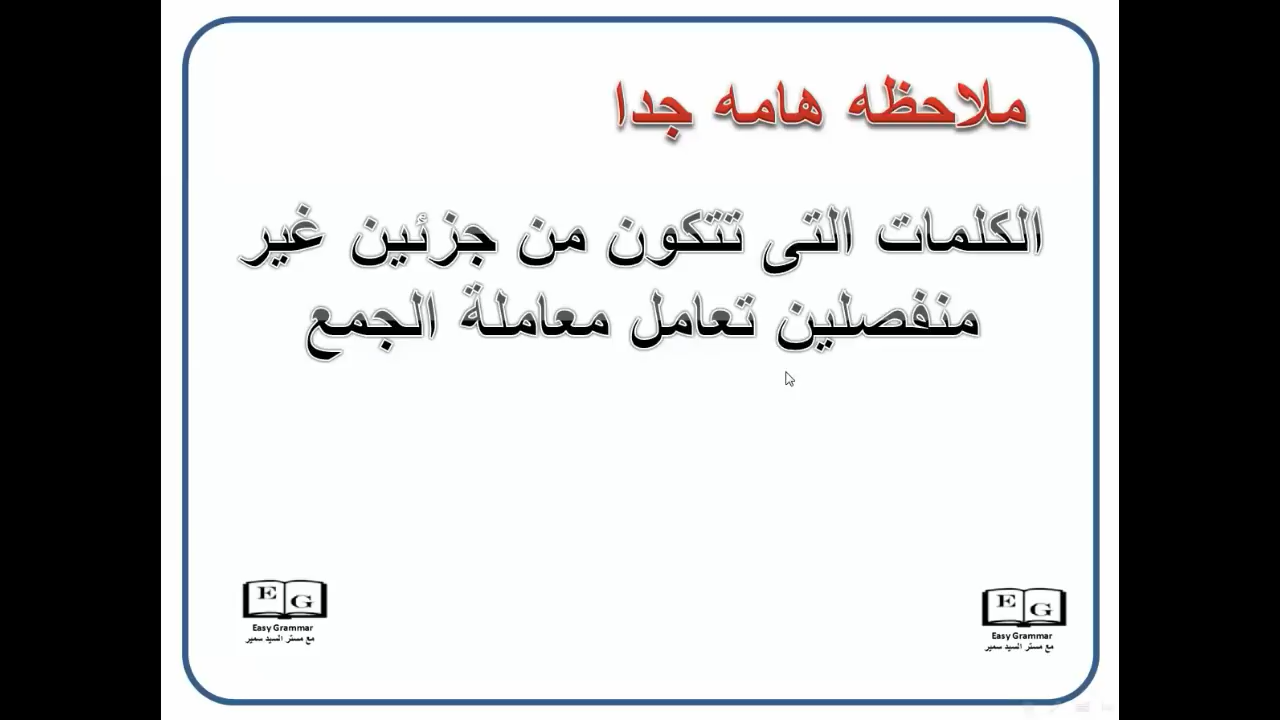 ملاحظه هامه جدا
الكلمات التى تتكون من جزئين غير
منفصلين تعامل معاملة الجمع
E G
Easy Grammar
مع مستر السيد سمير
E G
Easy Grammar
مع مستر السيد سمير